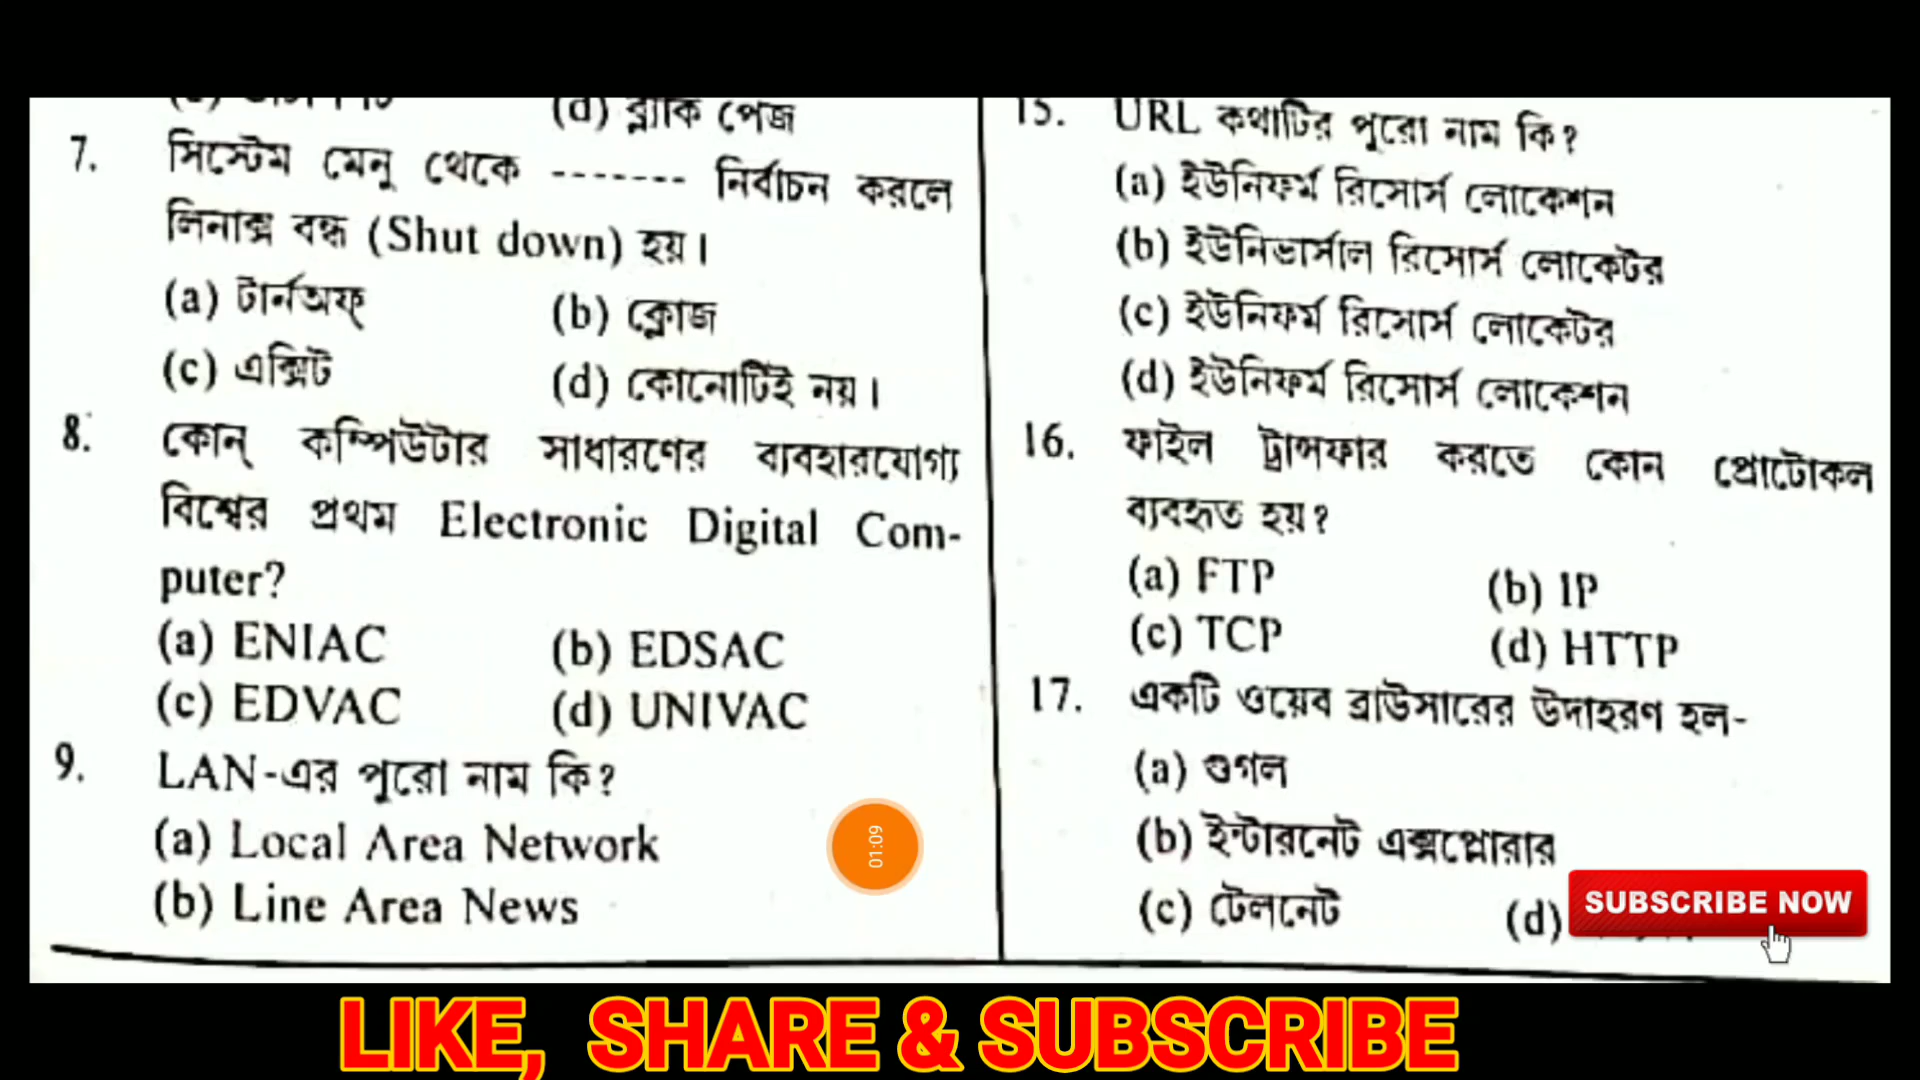 (d) ব্ল্যাক পেজ
7. সিস্টেম মেনু থেকে ------- নির্বাচন করলে
লিনাক্স বন্ধ (Shut down) হয়।
(a) টার্নঅফ্
(b) ক্লোজ
(c) এক্সিট
(d) কোনোটিই নয়।
8. কোন্ কম্পিউটার সাধারণের ব্যবহারযোগ্য
বিশ্বের প্রথম Electronic Digital Com-
puter?
(a) ENIAC
(b) EDSAC
(c) EDVAC
(d) UNIVAC
9. LAN-এর পুরো নাম কি?
(a) Local Area Network
(b) Line Area News
15. URL কথাটির পুরো নাম কি?
(a) ইউনিফর্ম রিসোর্স লোকেশন
(b) ইউনিভার্সাল রিসোর্স লোকেটর
(c) ইউনিফর্ম রিসোর্স লোকেটর
(d) ইউনিফর্ম রিসোর্স লোকেশন
16. ফাইল ট্রান্সফার করতে কোন প্রোটোকল
ব্যবহৃত হয়?
(a) FTP
(b) IP
(c) TCP
(d) HTTP
17. একটি ওয়েব ব্রাউসারের উদাহরণ হল-
(a) গুগল
(b) ইন্টারনেট এক্সপ্লোরার
(c) টেলনেট
(d)
01:09
SUBSCRIBE NOW
LIKE, SHARE & SUBSCRIBE